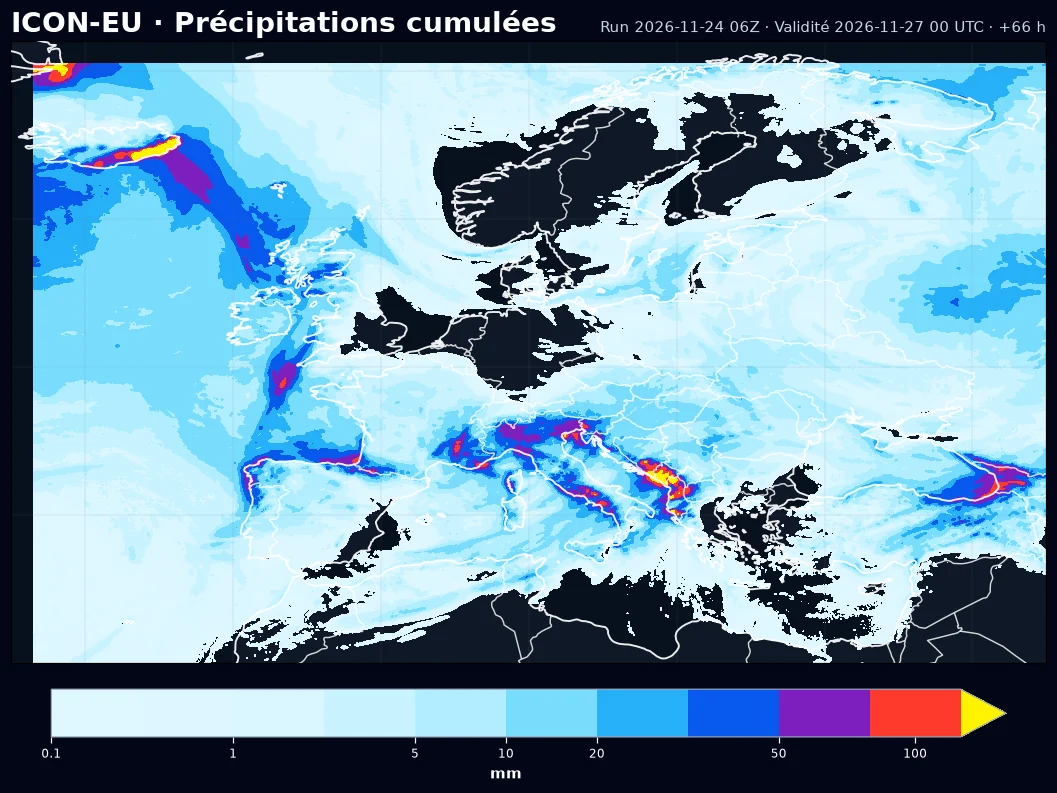 ICON-EU · Précipitations cumulées
Run 2026-11-24 06Z · Validité 2026-11-27 00 UTC · +66 h
0.1 1 5 10 20 50 100
mm